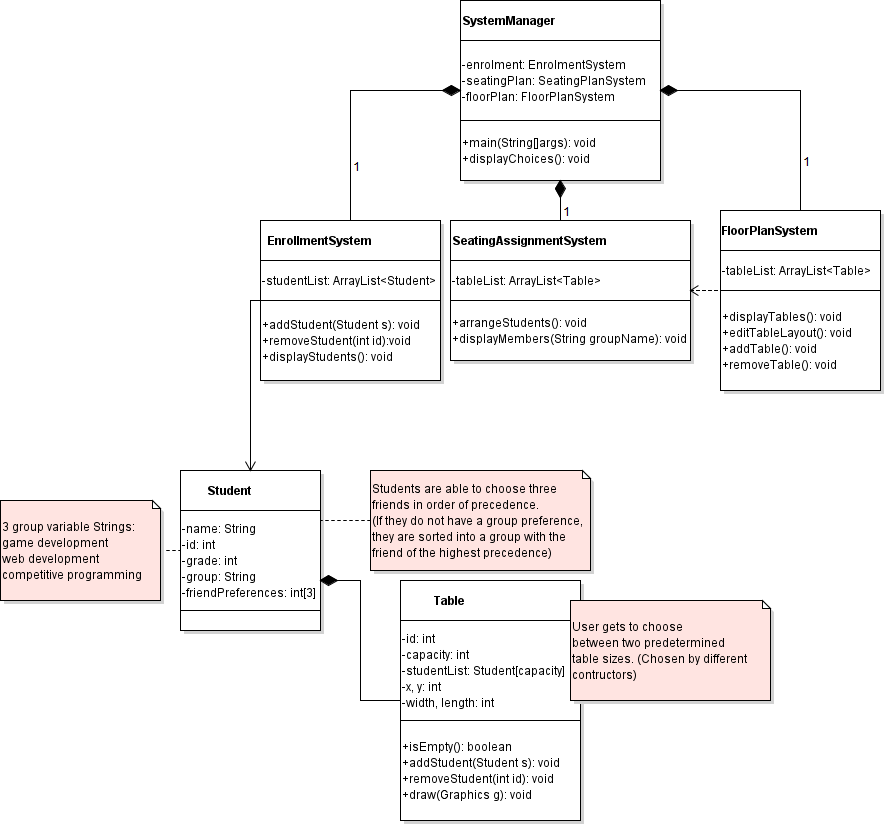 SystemManager
-enrolment: EnrolmentSystem
-seatingPlan: SeatingPlanSystem
-floorPlan: FloorPlanSystem
+main(String[]args): void
+displayChoices(): void
1
1
1
EnrollmentSystem
-studentList: ArrayList<Student>
+addStudent(Student s): void
+removeStudent(int id):void
+displayStudents(): void
SeatingAssignmentSystem
-tableList: ArrayList<Table>
+arrangeStudents(): void
+displayMembers(String groupName): void
FloorPlanSystem
-tableList: ArrayList<Table>
+displayTables(): void
+editTableLayout(): void
+addTable(): void
+removeTable(): void
3 group variable Strings:
game development
web development
competitive programming
Student
-name: String
-id: int
-grade: int
-group: String
-friendPreferences: int[3]
Students are able to choose three
friends in order of precedence.
(If they do not have a group preference,
they are sorted into a group with the
friend of the highest precedence)
Table
-id: int
-capacity: int
-studentList: Student[capacity]
-x, y: int
-width, length: int
+isEmpty(): boolean
+addStudent(Student s): void
+removeStudent(int id): void
+draw(Graphics g): void
User gets to choose
between two predetermined
table sizes. (Chosen by different
contructors)